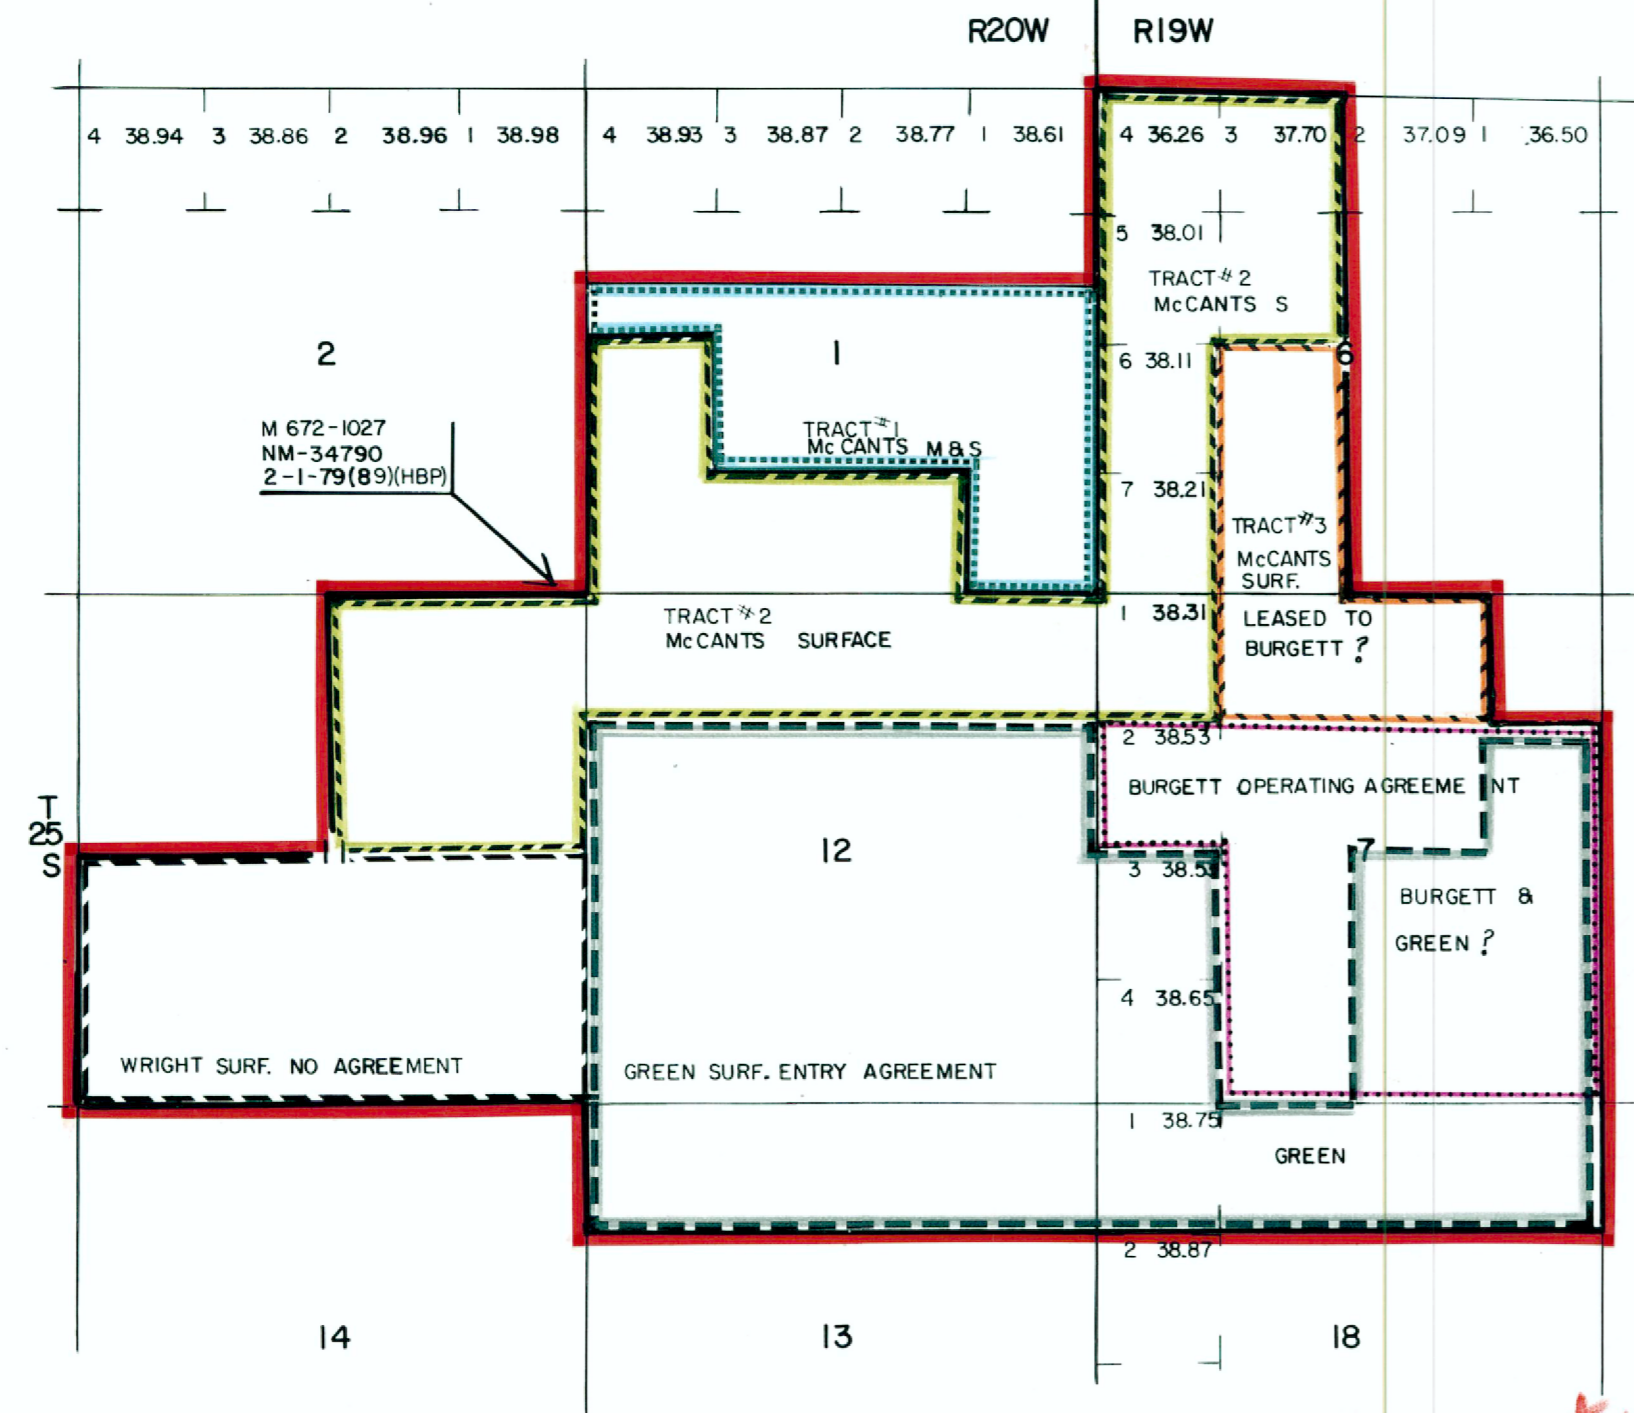 R20W R19W
4 38.94 3 38.86 2 38.96 1 38.98 4 38.93 3 38.87 2 38.77 1 38.61 4 36.26 3 37.70 2 37.09 1 36.50
5 38.01
TRACT #2
McCANTS S
2
1
6 38.11
6
M 672-1027
NM-34790
2-1-79(89)(HBP)
TRACT #1
McCANTS M&S
7 38.21
TRACT #3
McCANTS
SURF.
LEASED TO
BURGETT ?
TRACT #2
McCANTS SURFACE
1 38.31
2 38.53
BURGETT OPERATING AGREEMENT
T
25
S
12
7
3 38.5
BURGETT &
GREEN ?
4 38.65
WRIGHT SURF. NO AGREEMENT
GREEN SURF. ENTRY AGREEMENT
1 38.75
GREEN
2 38.87
14 13 18